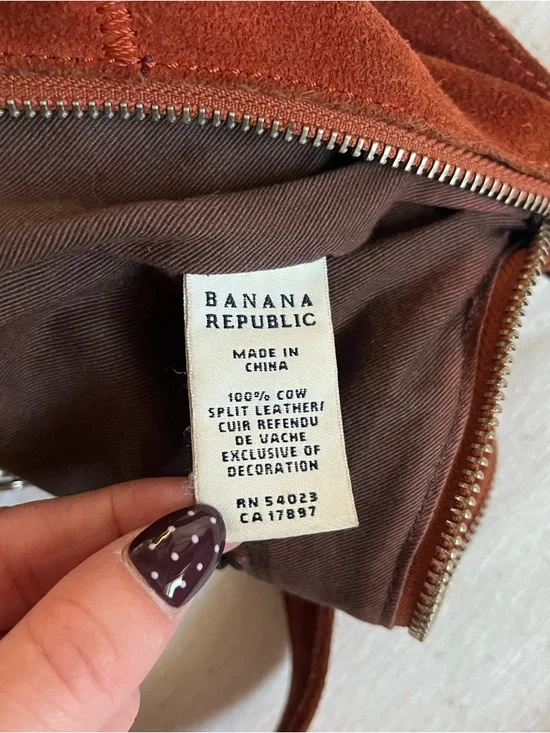 BANANA
REPUBLIC
MADE IN
CHINA
100% COW
SPLIT LEATHER/
CUIR REFENDU
DE VACHE
EXCLUSIVE OF
DECORATION
RN 54023
CA 17897